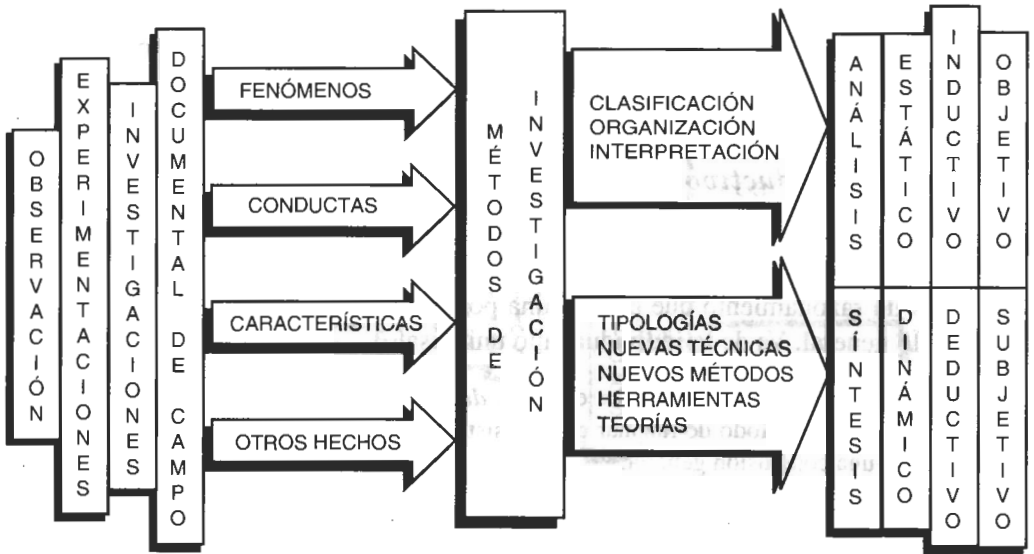 OBSERVACIÓN
EXPERIMENTACIONES
INVESTIGACIONES
DOCUMENTAL DE CAMPO
FENÓMENOS
CONDUCTAS
CARACTERÍSTICAS
OTROS HECHOS
MÉTODOS DE
INVESTIGACIÓN
CLASIFICACIÓN
ORGANIZACIÓN
INTERPRETACIÓN
TIPOLOGÍAS
NUEVAS TÉCNICAS
NUEVOS MÉTODOS
HERRAMIENTAS
TEORÍAS
ANÁLISIS
ESTÁTICO
INDUCTIVO
OBJETIVO
SÍNTESIS
DINÁMICO
DEDUCTIVO
SUBJETIVO